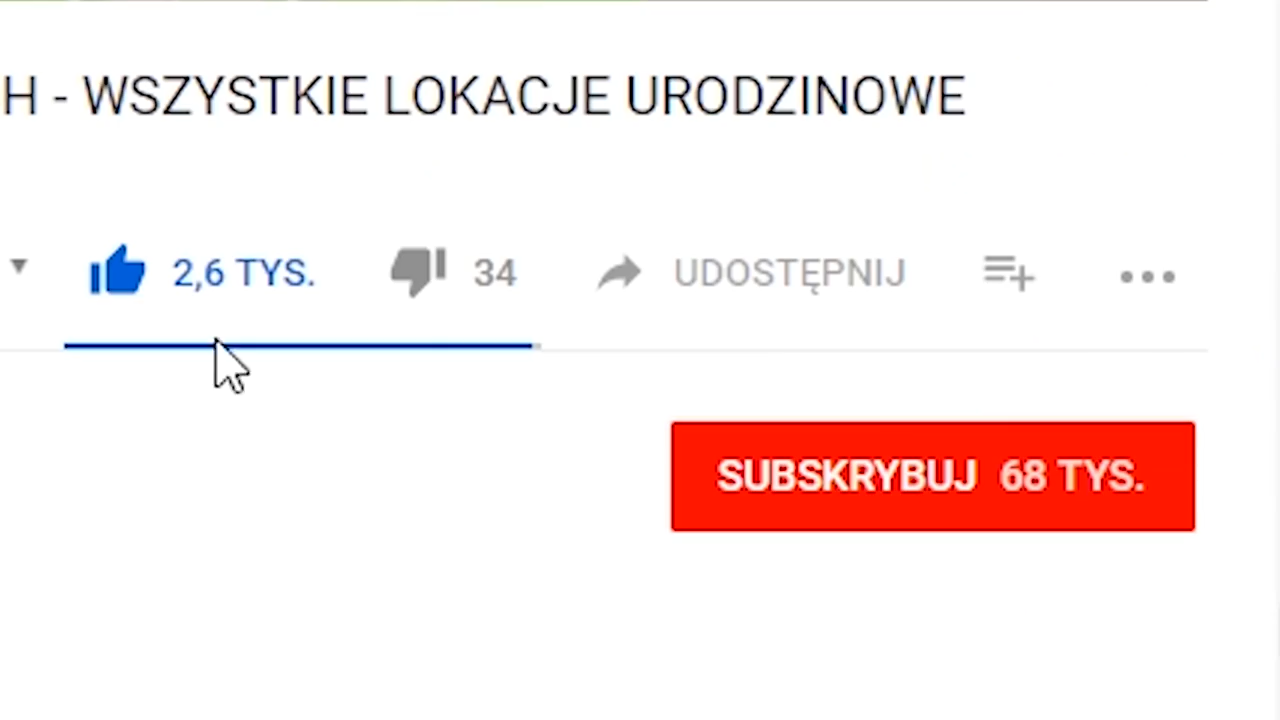 H - WSZYSTKIE LOKACJE URODZINOWE
2,6 TYS. 34 UDOSTĘPNIJ
SUBSKRYBUJ 68 TYS.